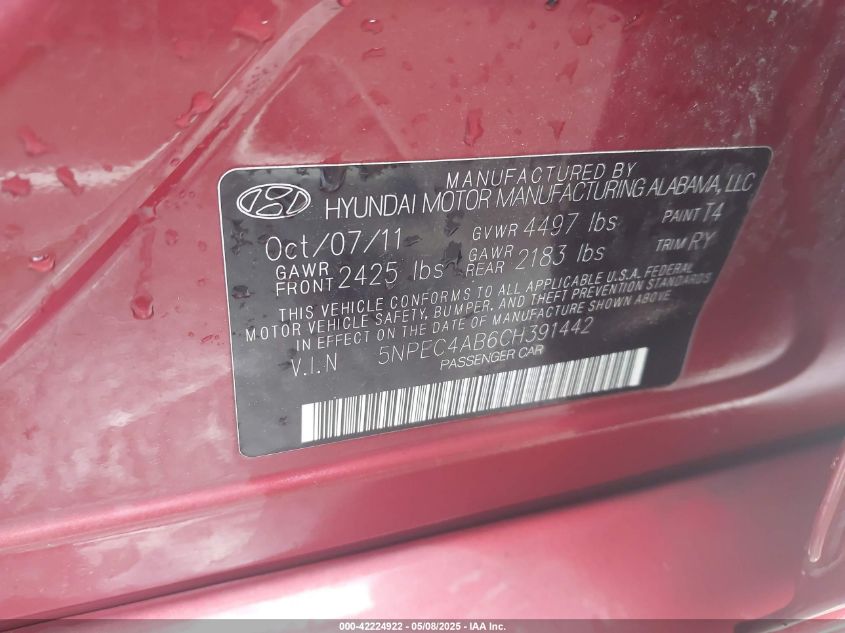 MANUFACTURED BY
HYUNDAI MOTOR MANUFACTURING ALABAMA, LLC
Oct/07/11 GVWR 4497 lbs PAINT T4
GAWR FRONT 2425 lbs GAWR REAR 2183 lbs TRIM RY
THIS VEHICLE CONFORMS TO ALL APPLICABLE U.S.A. FEDERAL
MOTOR VEHICLE SAFETY, BUMPER, AND THEFT PREVENTION STANDARDS
IN EFFECT ON THE DATE OF MANUFACTURE SHOWN ABOVE
V.I.N 5NPEC4AB6CH391442
PASSENGER CAR
000-42224922 - 05/08/2025 - IAA Inc.